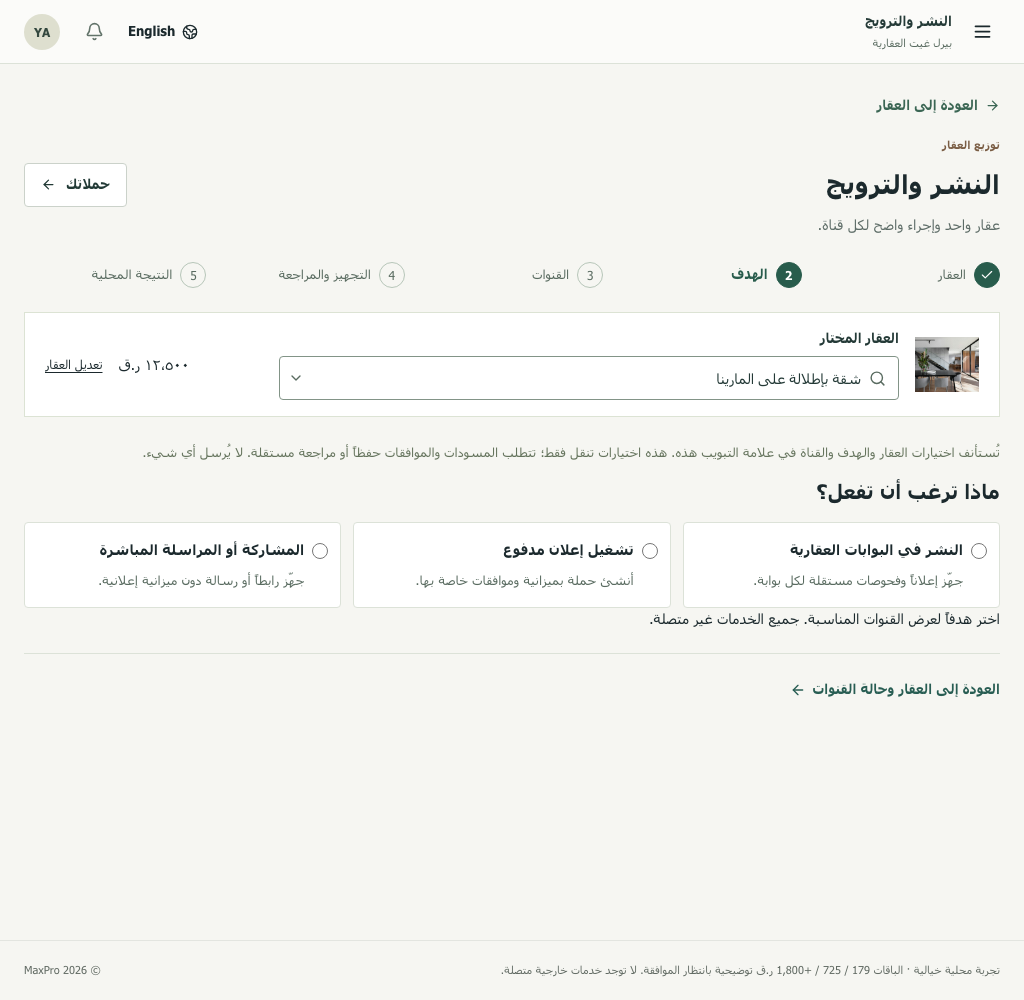 النشر والترويج
بيرل غيت العقارية
English
YA
العودة إلى العقار
توزيع العقار
النشر والترويج
حملاتك
عقار واحد وإجراء واضح لكل قناة.
العقار
2 الهدف
3 القنوات
4 التجهيز والمراجعة
5 النتيجة المحلية
العقار المختار
شقة بإطلالة على المارينا
١٢،٥٠٠ ر.ق
تعديل العقار
تُستأنف اختيارات العقار والهدف والقناة في علامة التبويب هذه. هذه اختيارات تنقل فقط؛ تتطلب المسودات والموافقات حفظاً أو مراجعة مستقلة. لا يُرسل أي شيء.
ماذا ترغب أن تفعل؟
النشر في البوابات العقارية
جهّز إعلاناً وفحوصات مستقلة لكل بوابة.
تشغيل إعلان مدفوع
أنشئ حملة بميزانية وموافقات خاصة بها.
المشاركة أو المراسلة المباشرة
جهّز رابطاً أو رسالة دون ميزانية إعلانية.
اختر هدفاً لعرض القنوات المناسبة. جميع الخدمات غير متصلة.
العودة إلى العقار وحالة القنوات
تجربة محلية خيالية · الباقات 179 / 725 / +1,800 ر.ق توضيحية بانتظار الموافقة. لا توجد خدمات خارجية متصلة.
© 2026 MaxPro